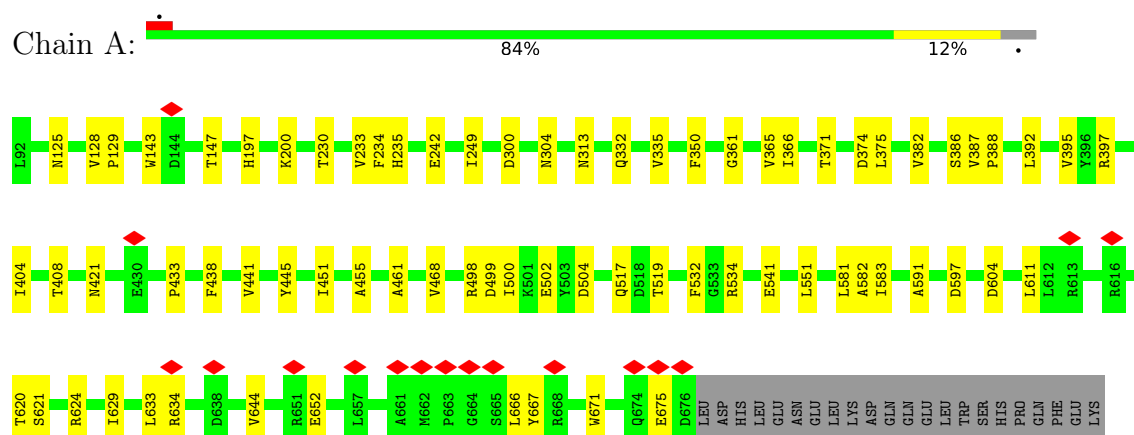 Chain A:
84% 12%
L92 N125 V128 P129 W143 D144 T147 H197 K200 T230 V233 F234 H235 E242 I249 D300 N304 N313 Q332 V335 F350 G361 V365 I366 T371 D374 L375 V382 S386 V387 P388 L392 V395 Y396 R397
I404 T408 N421 E430 P433 F438 V441 Y445 I451 A455 A461 V468 R498 D499 I500 K501 E502 Y503 D504 Q517 D518 T519 F532 G533 R534 E541 L551 L581 A582 I583 A591 D597 D604 L611 L612 R613 R616
T620 S621 R624 I629 L633 R634 D638 V644 R651 E652 L657 A661 M662 P663 G664 S665 L666 Y667 R668 W671 Q674 E675 D676 LEU ASP HIS LEU GLU ASN GLU LEU LYS ASP GLN GLN GLU LEU TRP SER HIS PRO GLN PHE GLU LYS